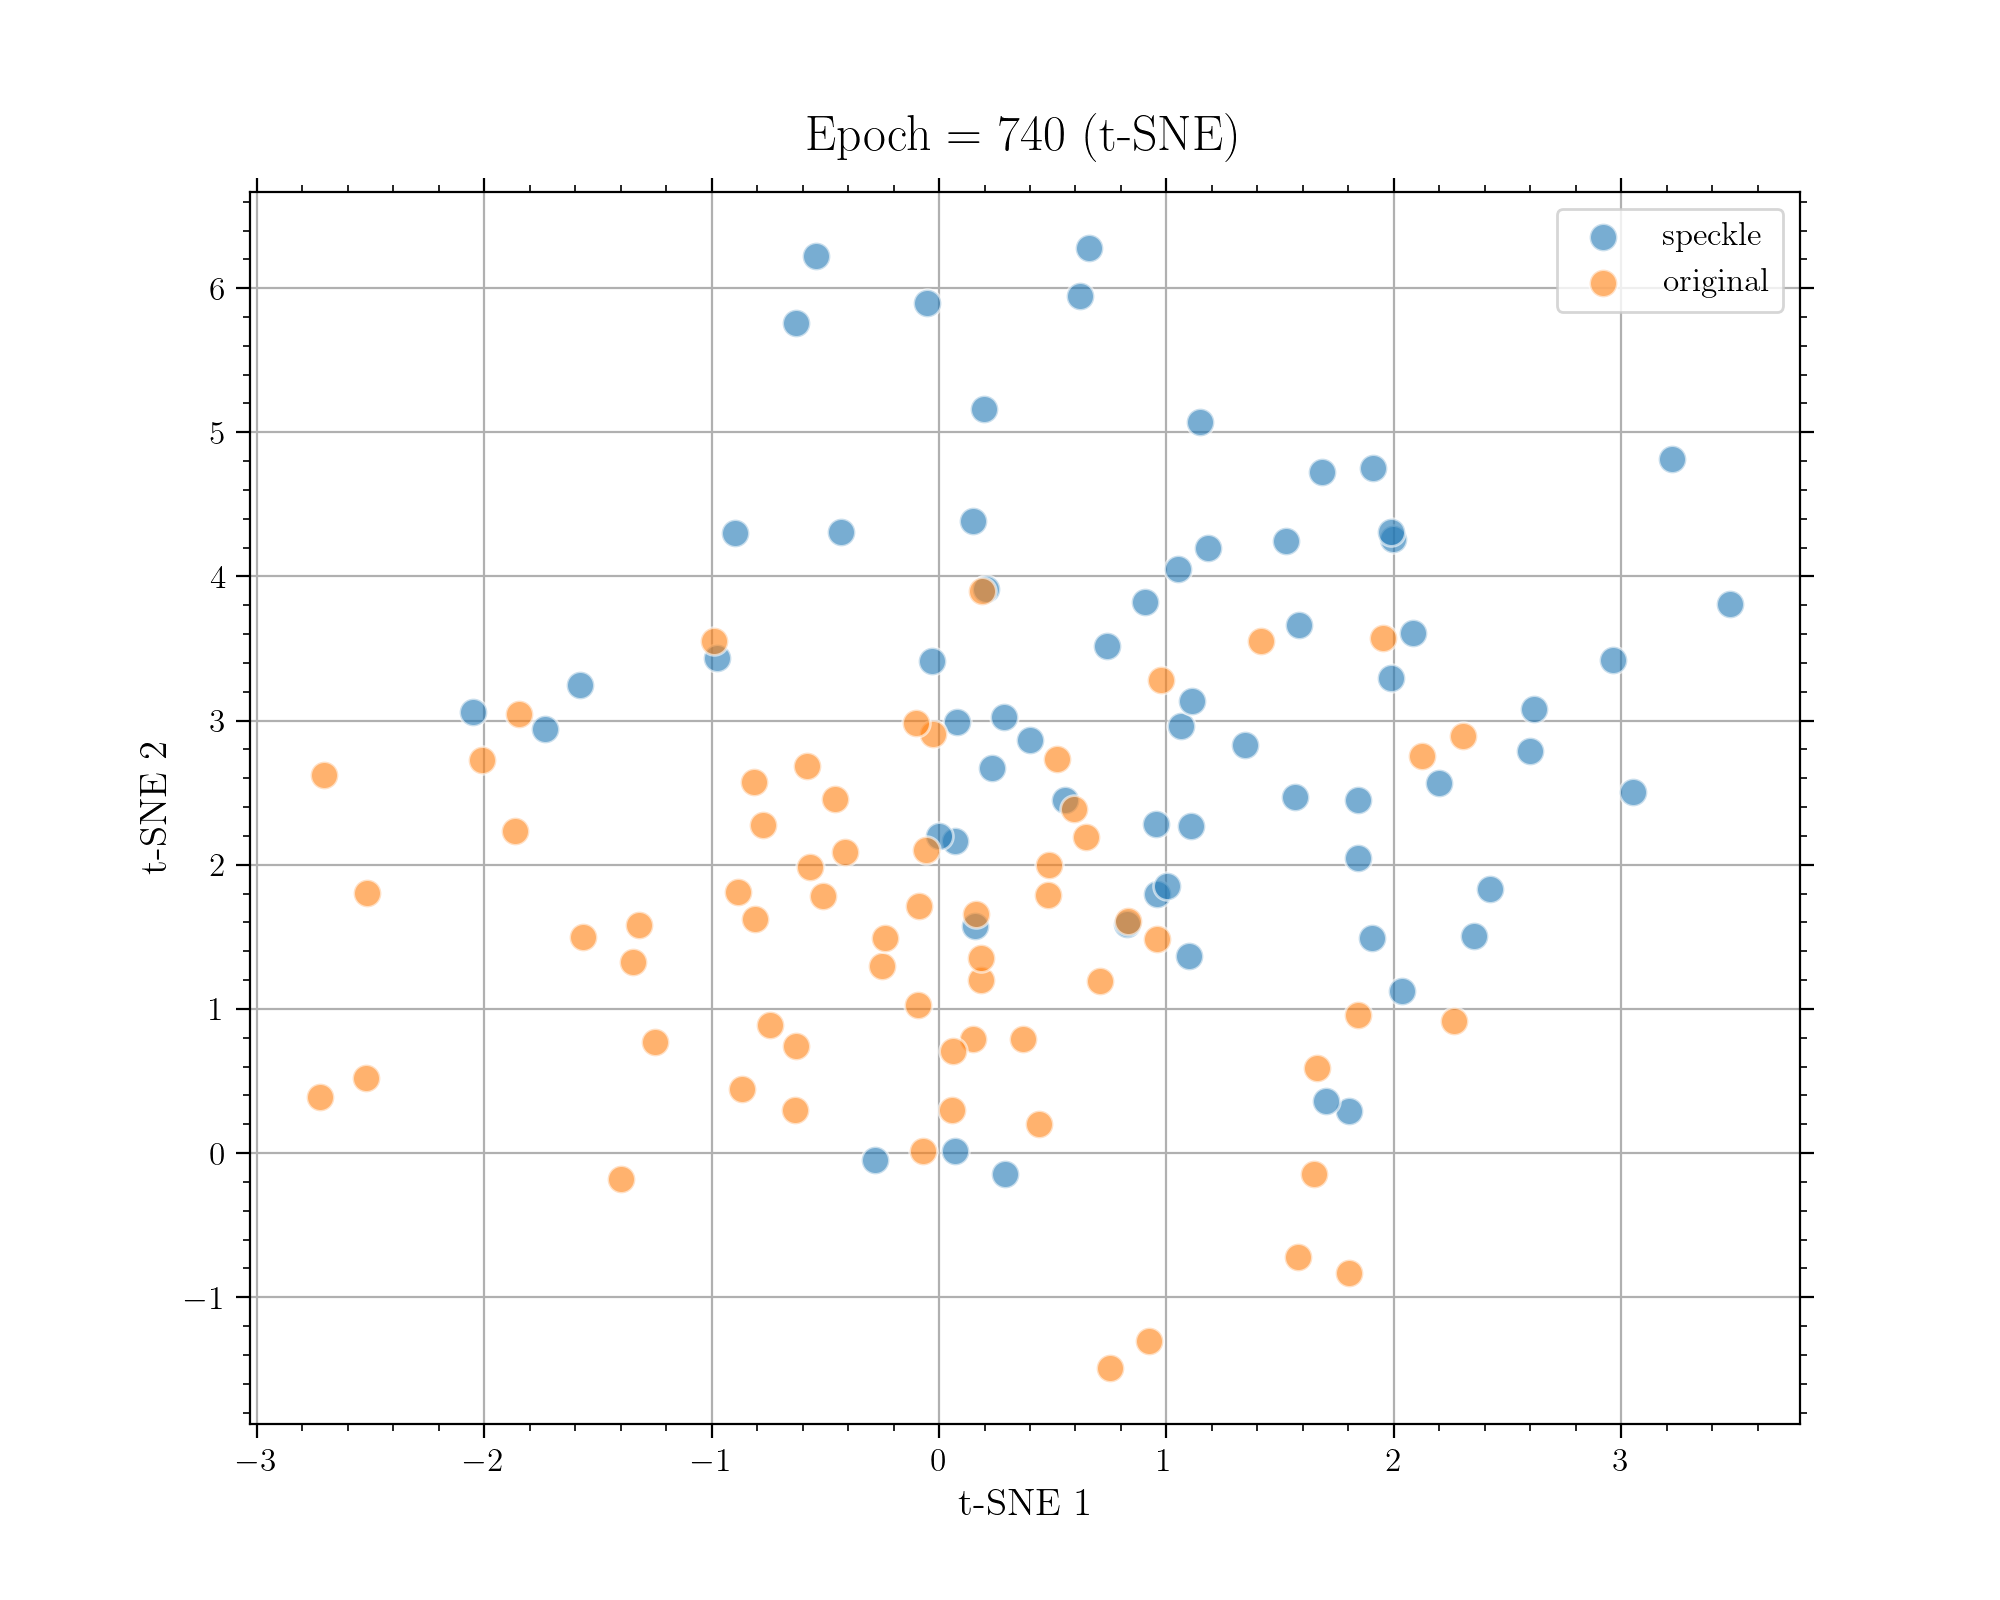 Epoch = 740 (t-SNE)
speckle
original
6
5
4
3
2
1
0
−1
t-SNE 2
−3 −2 −1 0 1 2 3
t-SNE 1